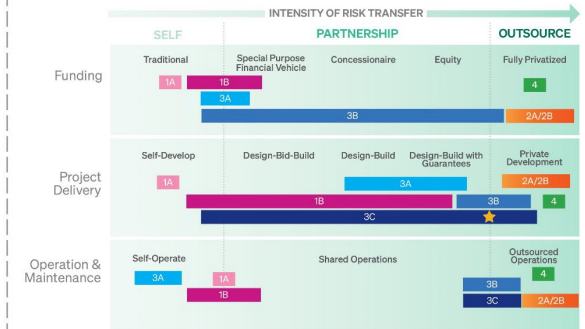 INTENSITY OF RISK TRANSFER
SELF
PARTNERSHIP
OUTSOURCE
Funding
Traditional
Special Purpose
Financial Vehicle
Concessionaire
Equity
Fully Privatized
1A
1B
4
3A
3B
2A/2B
Project
Delivery
Self-Develop
Design-Bid-Build
Design-Build
Design-Build with
Guarantees
Private
Development
1A
3A
2A/2B
1B
3B
4
3C
Operation &
Maintenance
Self-Operate
Shared Operations
Outsourced
Operations
3A
1A
4
1B
3B
3C
2A/2B